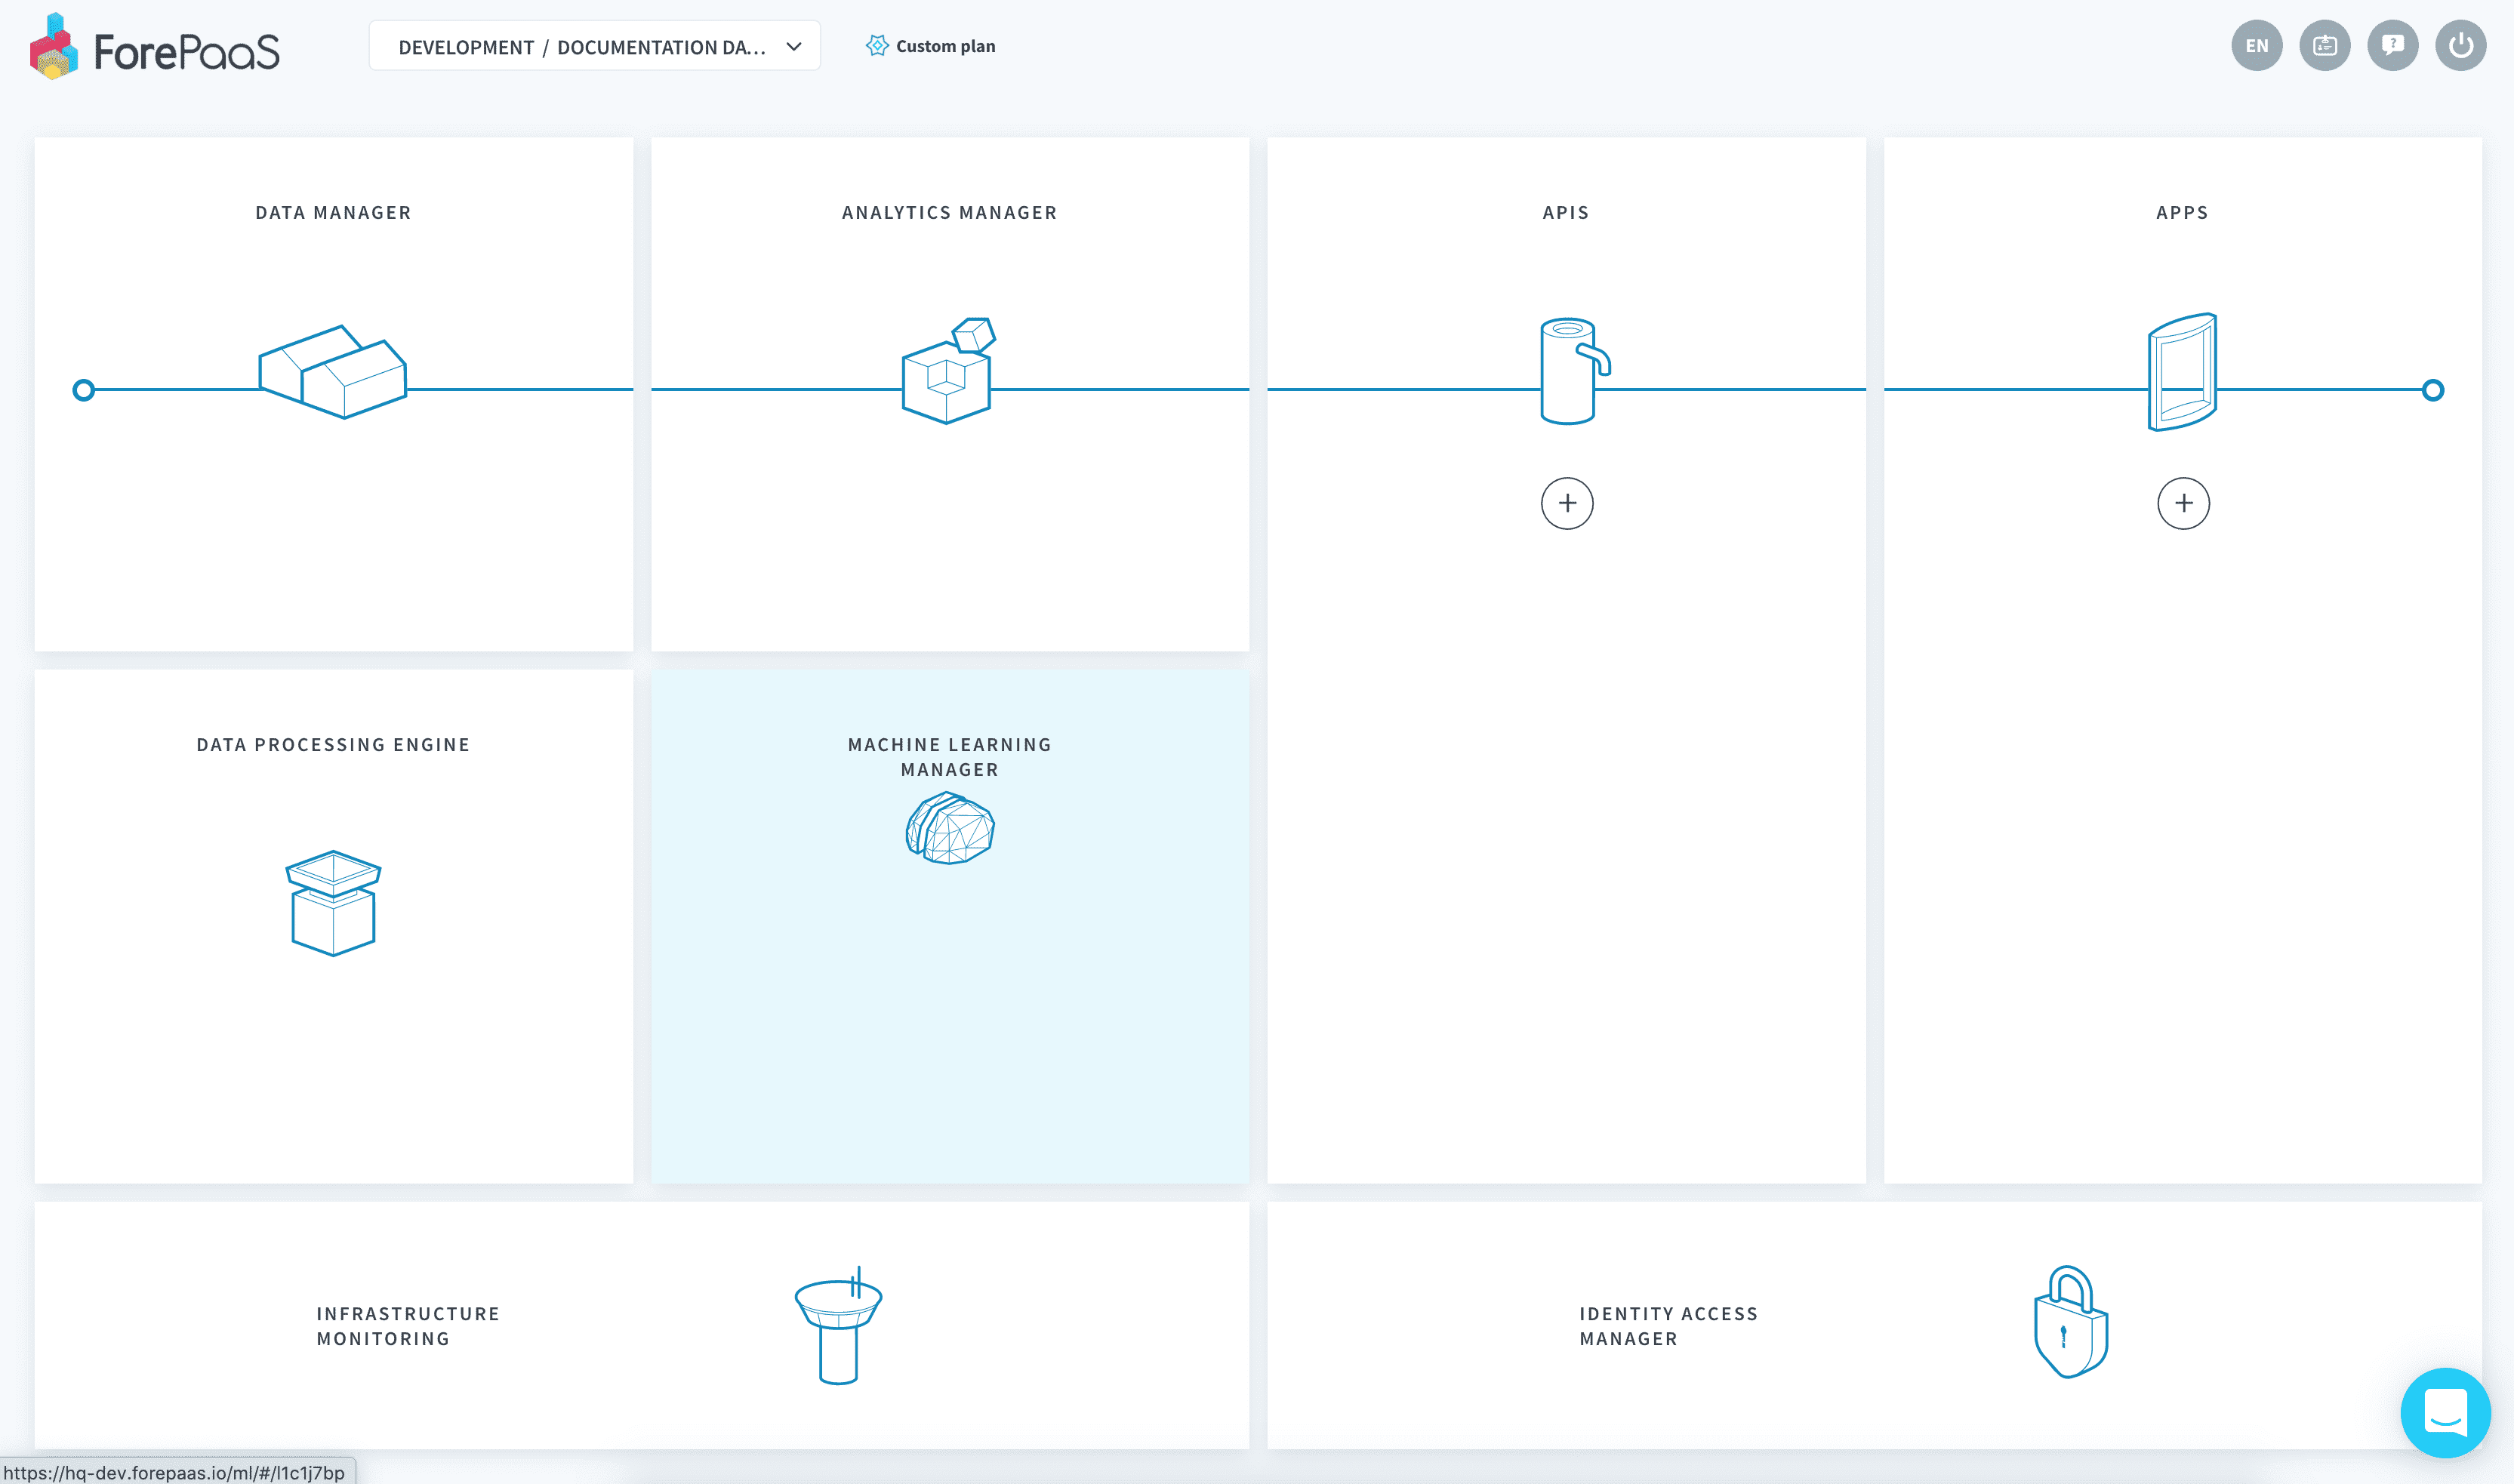 ForePaaS
DEVELOPMENT / DOCUMENTATION DA...
Custom plan
EN
?
DATA MANAGER
ANALYTICS MANAGER
APIS
APPS
DATA PROCESSING ENGINE
MACHINE LEARNING
MANAGER
INFRASTRUCTURE
MONITORING
IDENTITY ACCESS
MANAGER
https://hq-dev.forepaas.io/ml/#/l1c1j7bp